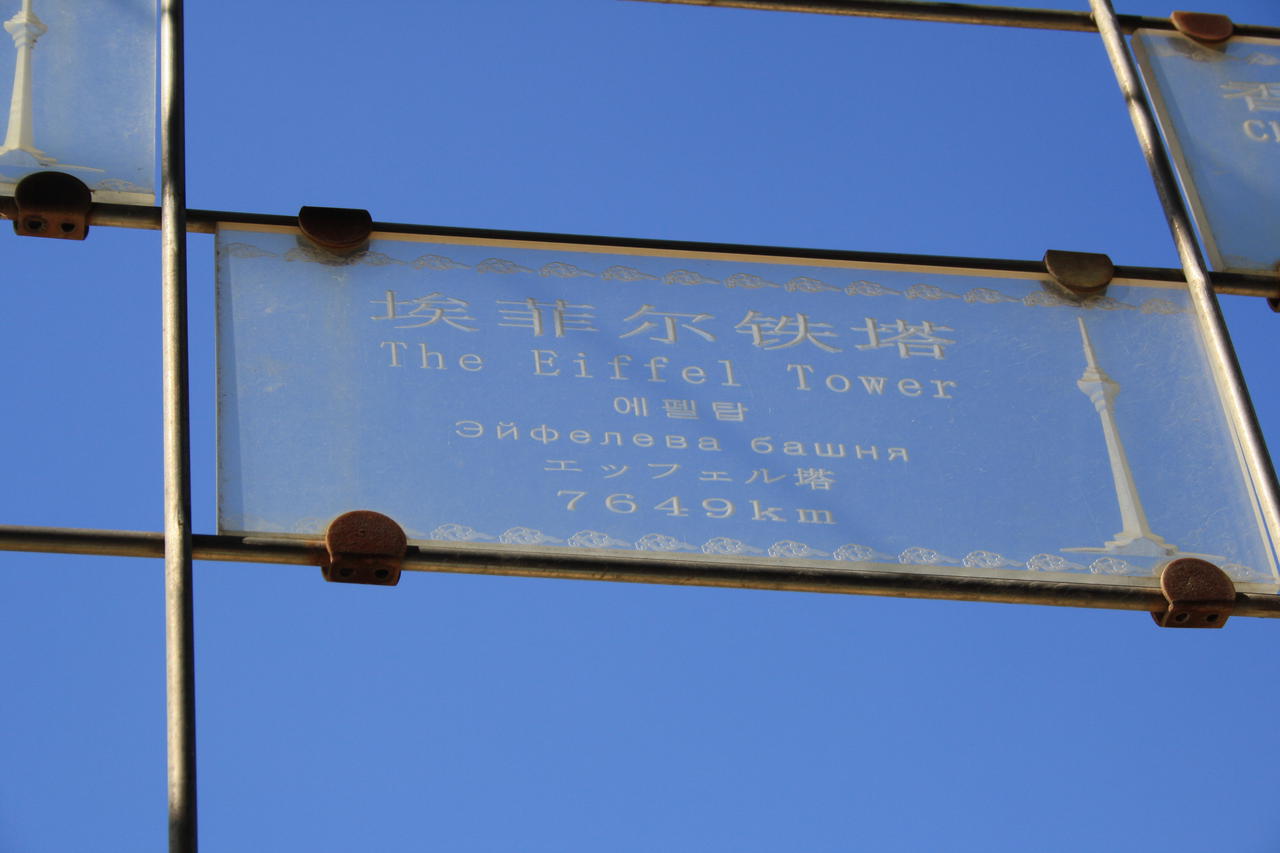 埃菲尔铁塔
The Eiffel Tower
에펠탑
Эйфелева башня
エッフェル塔
7649km